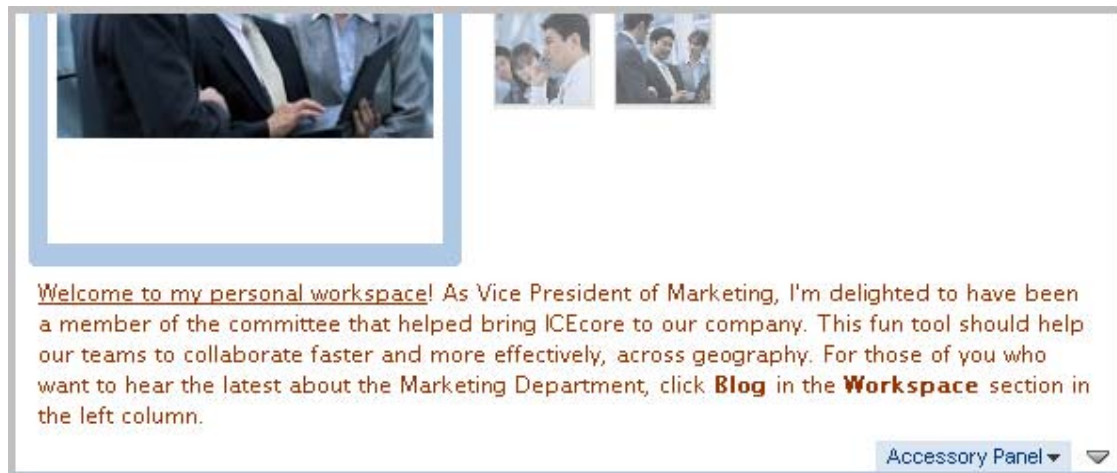 Welcome to my personal workspace! As Vice President of Marketing, I'm delighted to have been
a member of the committee that helped bring ICEcore to our company. This fun tool should help
our teams to collaborate faster and more effectively, across geography. For those of you who
want to hear the latest about the Marketing Department, click Blog in the Workspace section in
the left column.
Accessory Panel